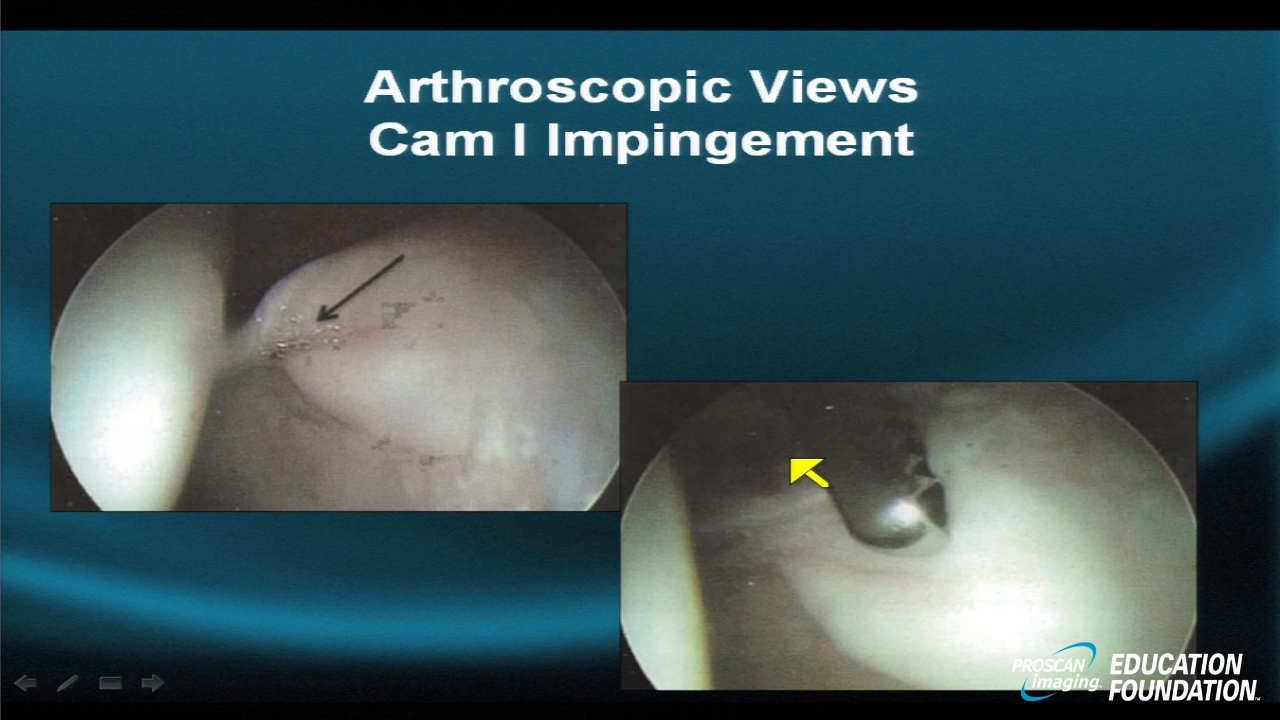 Arthroscopic Views
Cam I Impingement
PROSCAN
imaging
EDUCATION
FOUNDATION